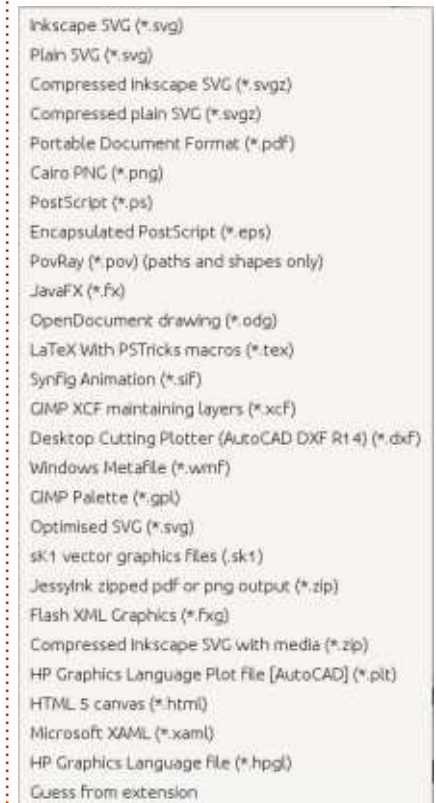 Inkscape SVG (*.svg)
Plain SVG (*.svg)
Compressed Inkscape SVG (*.svgz)
Compressed plain SVG (*.svgz)
Portable Document Format (*.pdf)
Cairo PNG (*.png)
PostScript (*.ps)
Encapsulated PostScript (*.eps)
PovRay (*.pov) (paths and shapes only)
JavaFX (*.fx)
OpenDocument drawing (*.odg)
LaTeX With PSTricks macros (*.tex)
Synfig Animation (*.sif)
GIMP XCF maintaining layers (*.xcf)
Desktop Cutting Plotter (AutoCAD DXF R14) (*.dxf)
Windows Metafile (*.wmf)
GIMP Palette (*.gpl)
Optimised SVG (*.svg)
sK1 vector graphics files (.sk1)
JessyInk zipped pdf or png output (*.zip)
Flash XML Graphics (*.fxg)
Compressed Inkscape SVG with media (*.zip)
HP Graphics Language Plot file [AutoCAD] (*.plt)
HTML 5 canvas (*.html)
Microsoft XAML (*.xaml)
HP Graphics Language file (*.hpgl)
Guess from extension